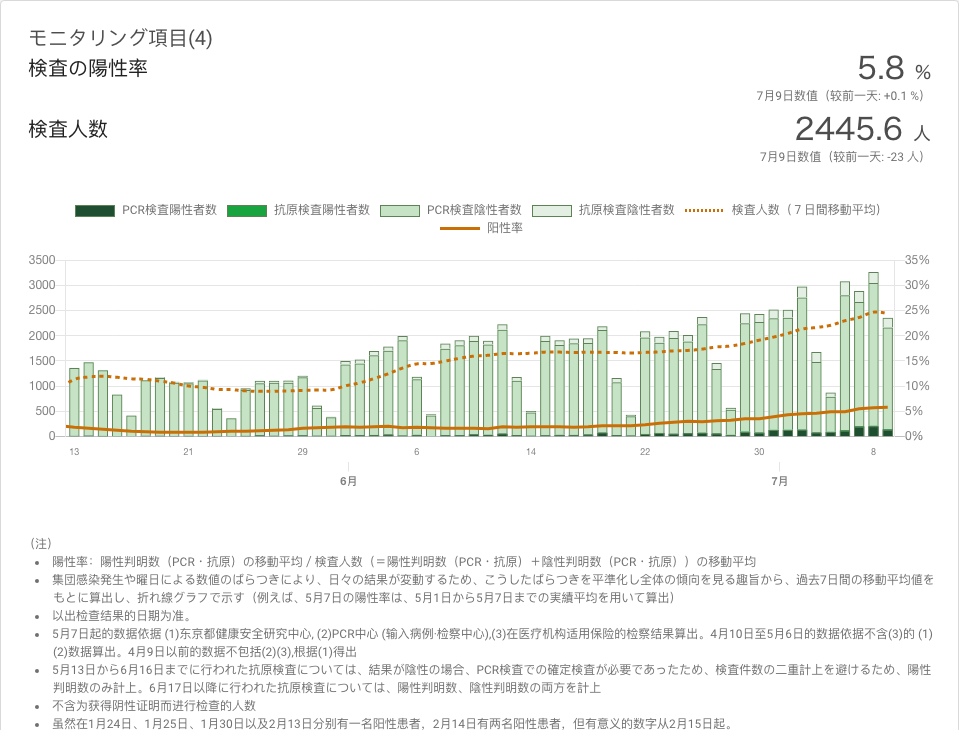 モニタリング項目(4)
検査の陽性率
5.8 %
7月9日数值（较前一天: +0.1 %）
検査人数
2445.6 人
7月9日数值（较前一天: -23 人）
PCR検査陽性者数 抗原検査陽性者数 PCR検査陰性者数 抗原検査陰性者数 検査人数（７日間移動平均）
阳性率
3500 35%
3000 30%
2500 25%
2000 20%
1500 15%
1000 10%
500 5%
0 0%
13 21 29 6 14 22 30 8
6月 7月
（注）
陽性率：陽性判明数（PCR・抗原）の移動平均 / 検査人数（＝陽性判明数（PCR・抗原）＋陰性判明数（PCR・抗原））の移動平均
集団感染発生や曜日による数値のばらつきにより、日々の結果が変動するため、こうしたばらつきを平準化し全体の傾向を見る趣旨から、過去7日間の移動平均値を
もとに算出し、折れ線グラフで示す（例えば、5月7日の陽性率は、5月1日から5月7日までの実績平均を用いて算出）
以出检查结果的日期为准。
5月7日起的数据依据 (1)东京都健康安全研究中心, (2)PCR中心 (输入病例·检察中心),(3)在医疗机构适用保险的检察结果算出。4月10日至5月6日的数据依据不含(3)的 (1)
(2)数据算出。4月9日以前的数据不包括(2)(3),根据(1)得出
5月13日から6月16日までに行われた抗原検査については、結果が陰性の場合、PCR検査での確定検査が必要であったため、検査件数の二重計上を避けるため、陽性
判明数のみ計上。6月17日以降に行われた抗原検査については、陽性判明数、陰性判明数の両方を計上
不含为获得阴性证明而进行检查的人数
虽然在1月24日、1月25日、1月30日以及2月13日分别有一名阳性患者，2月14日有两名阳性患者，但有意义的数字从2月15日起。